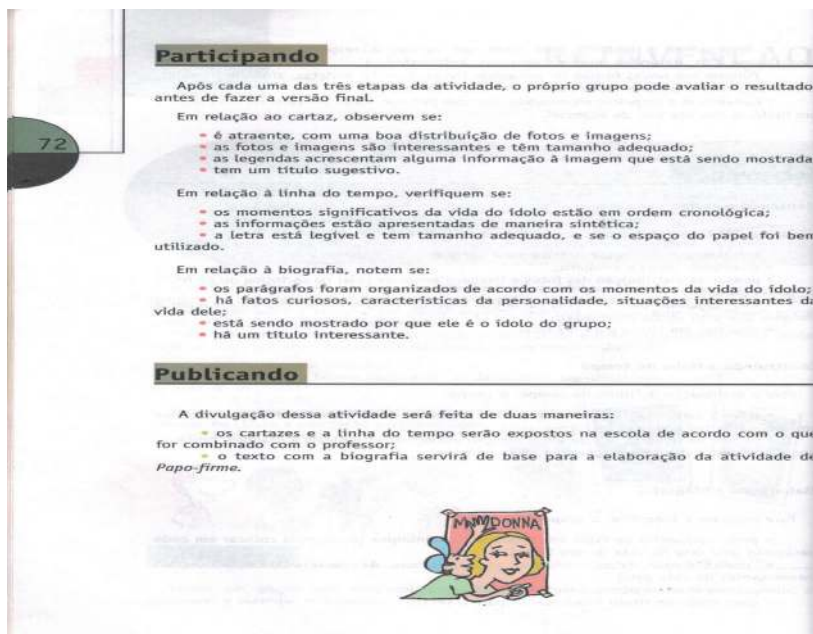 Participando
Após cada uma das três etapas da atividade, o próprio grupo pode avaliar o resultado
antes de fazer a versão final.
Em relação ao cartaz, observem se:
• é atraente, com uma boa distribuição de fotos e imagens;
72
• as fotos e imagens são interessantes e têm tamanho adequado;
• as legendas acrescentam alguma informação à imagem que está sendo mostrada
• tem um título sugestivo.
Em relação à linha do tempo, verifiquem se:
• os momentos significativos da vida do ídolo estão em ordem cronológica;
• as informações estão apresentadas de maneira sintética;
• a letra está legível e tem tamanho adequado, e se o espaço do papel foi bem
utilizado.
Em relação à biografia, notem se:
• os parágrafos foram organizados de acordo com os momentos da vida do ídolo;
• há fatos curiosos, características da personalidade, situações interessantes da
vida dele;
• está sendo mostrado por que ele é o ídolo do grupo;
• há um título interessante.
Publicando
A divulgação dessa atividade será feita de duas maneiras:
• os cartazes e a linha do tempo serão expostos na escola de acordo com o que
for combinado com o professor;
• o texto com a biografia servirá de base para a elaboração da atividade de
Papo-firme.